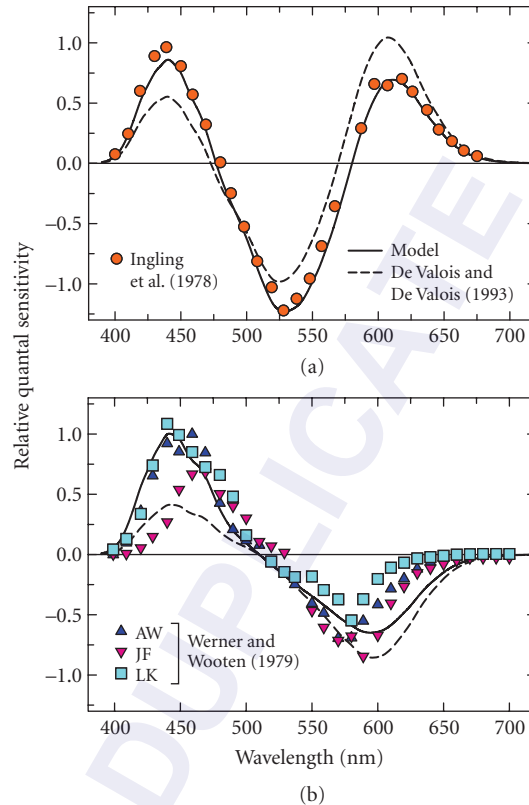 1.0
0.5
0.0
−0.5
−1.0
Ingling
et al. (1978)
Model
De Valois and
De Valois (1993)
400 450 500 550 600 650 700
(a)
Relative quantal sensitivity
1.0
0.5
0.0
−0.5
−1.0
AW
JF
LK
Werner and
Wooten (1979)
400 450 500 550 600 650 700
Wavelength (nm)
(b)
DUPLICATE